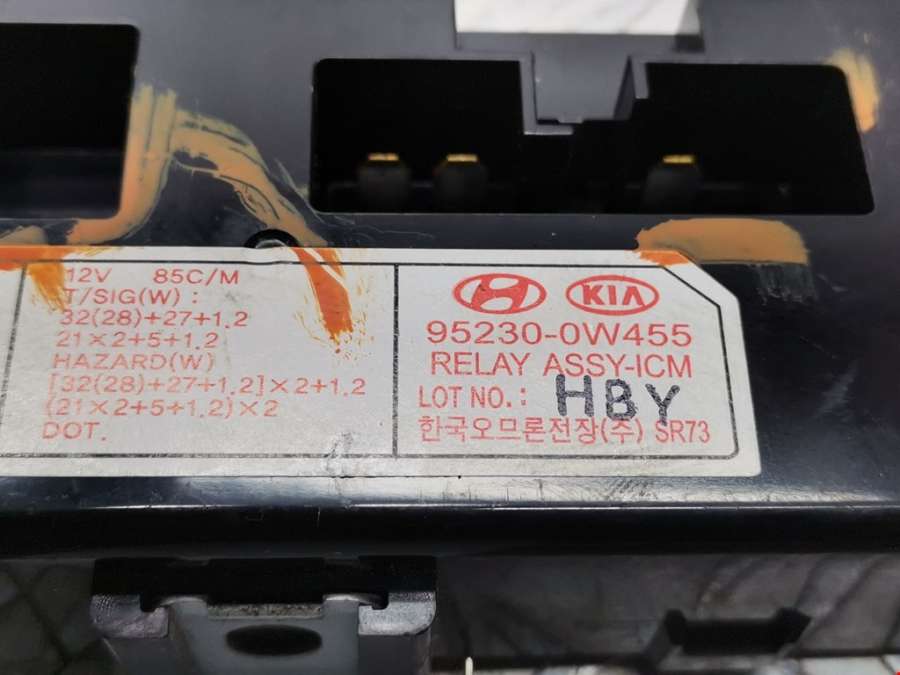 12V 85C/M
T/SIG(W) :
32(28)+27+1.2
21×2+5+1.2
HAZARD(W)
[32(28)+27+1.2]×2+1.2
(21×2+5+1.2)×2
DOT.
KIA
95230-0W455
RELAY ASSY-ICM
LOT NO.: HBY
한국오므론전장(주) SR73